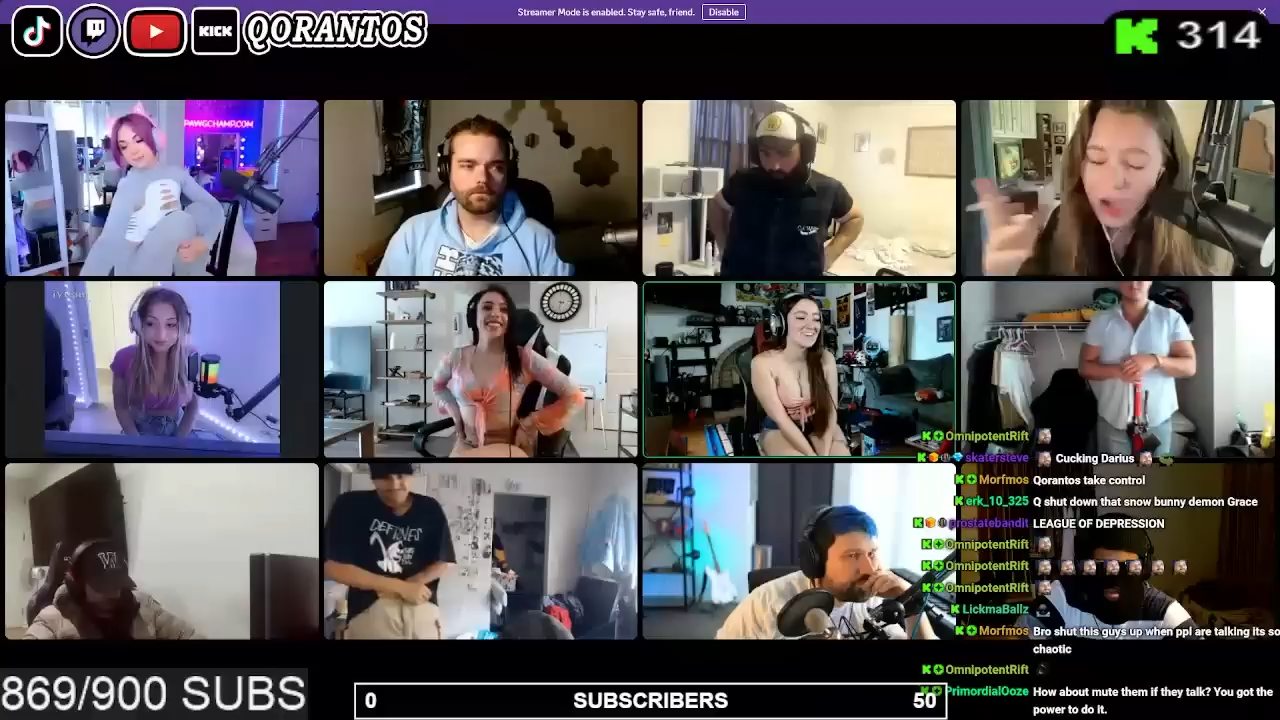 Streamer Mode is enabled. Stay safe, friend. Disable
KICK
QORANTOS
314
PAWGCHAMP.COM
OmnipotentRift
skatersteve Cucking Darius
Morfmos Qorantos take control
erk_10_325 Q shut down that snow bunny demon Grace
prostatebandit LEAGUE OF DEPRESSION
OmnipotentRift
OmnipotentRift
OmnipotentRift
LickmaBallz
Morfmos Bro shut this guys up when ppl are talking its so
chaotic
OmnipotentRift
PrimordialOoze How about mute them if they talk? You got the
power to do it.
DEFTONES
869/900 SUBS
0 SUBSCRIBERS 50